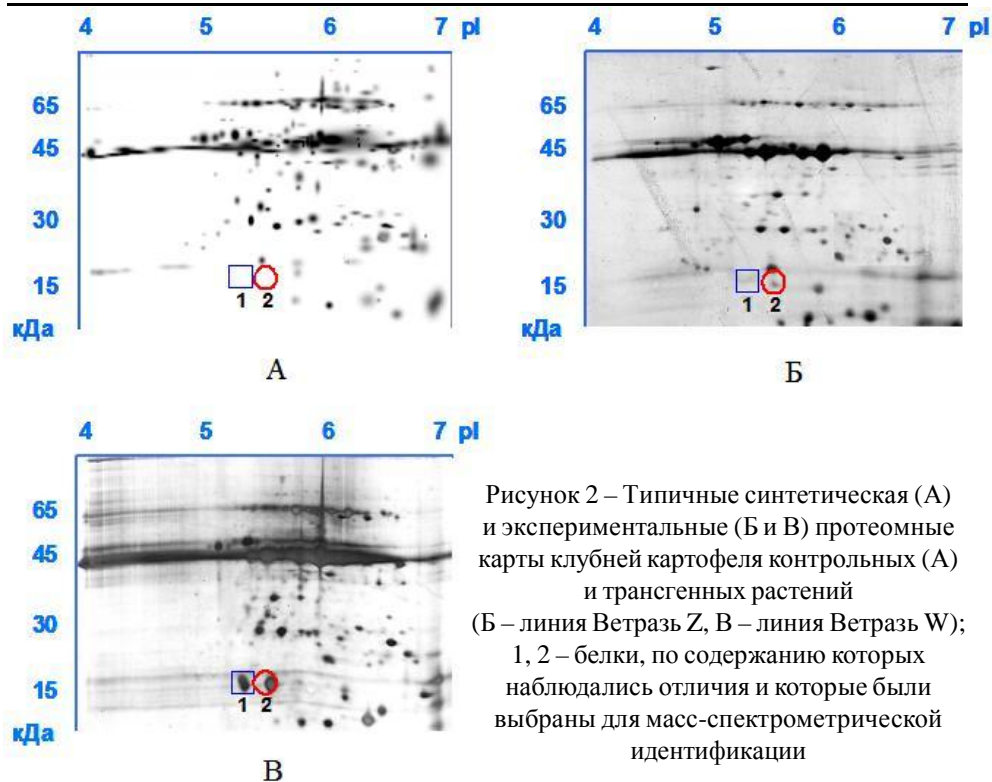 4 5 6 7 pI
65
45
30
15
кДа
1 2
А
4 5 6 7 pI
65
45
30
15
кДа
1 2
Б
4 5 6 7 pI
65
45
30
15
кДа
1 2
В
Рисунок 2 – Типичные синтетическая (А)
и экспериментальные (Б и В) протеомные
карты клубней картофеля контрольных (А)
и трансгенных растений
(Б – линия Ветразь Z, В – линия Ветразь W);
1, 2 – белки, по содержанию которых
наблюдались отличия и которые были
выбраны для масс-спектрометрической
идентификации